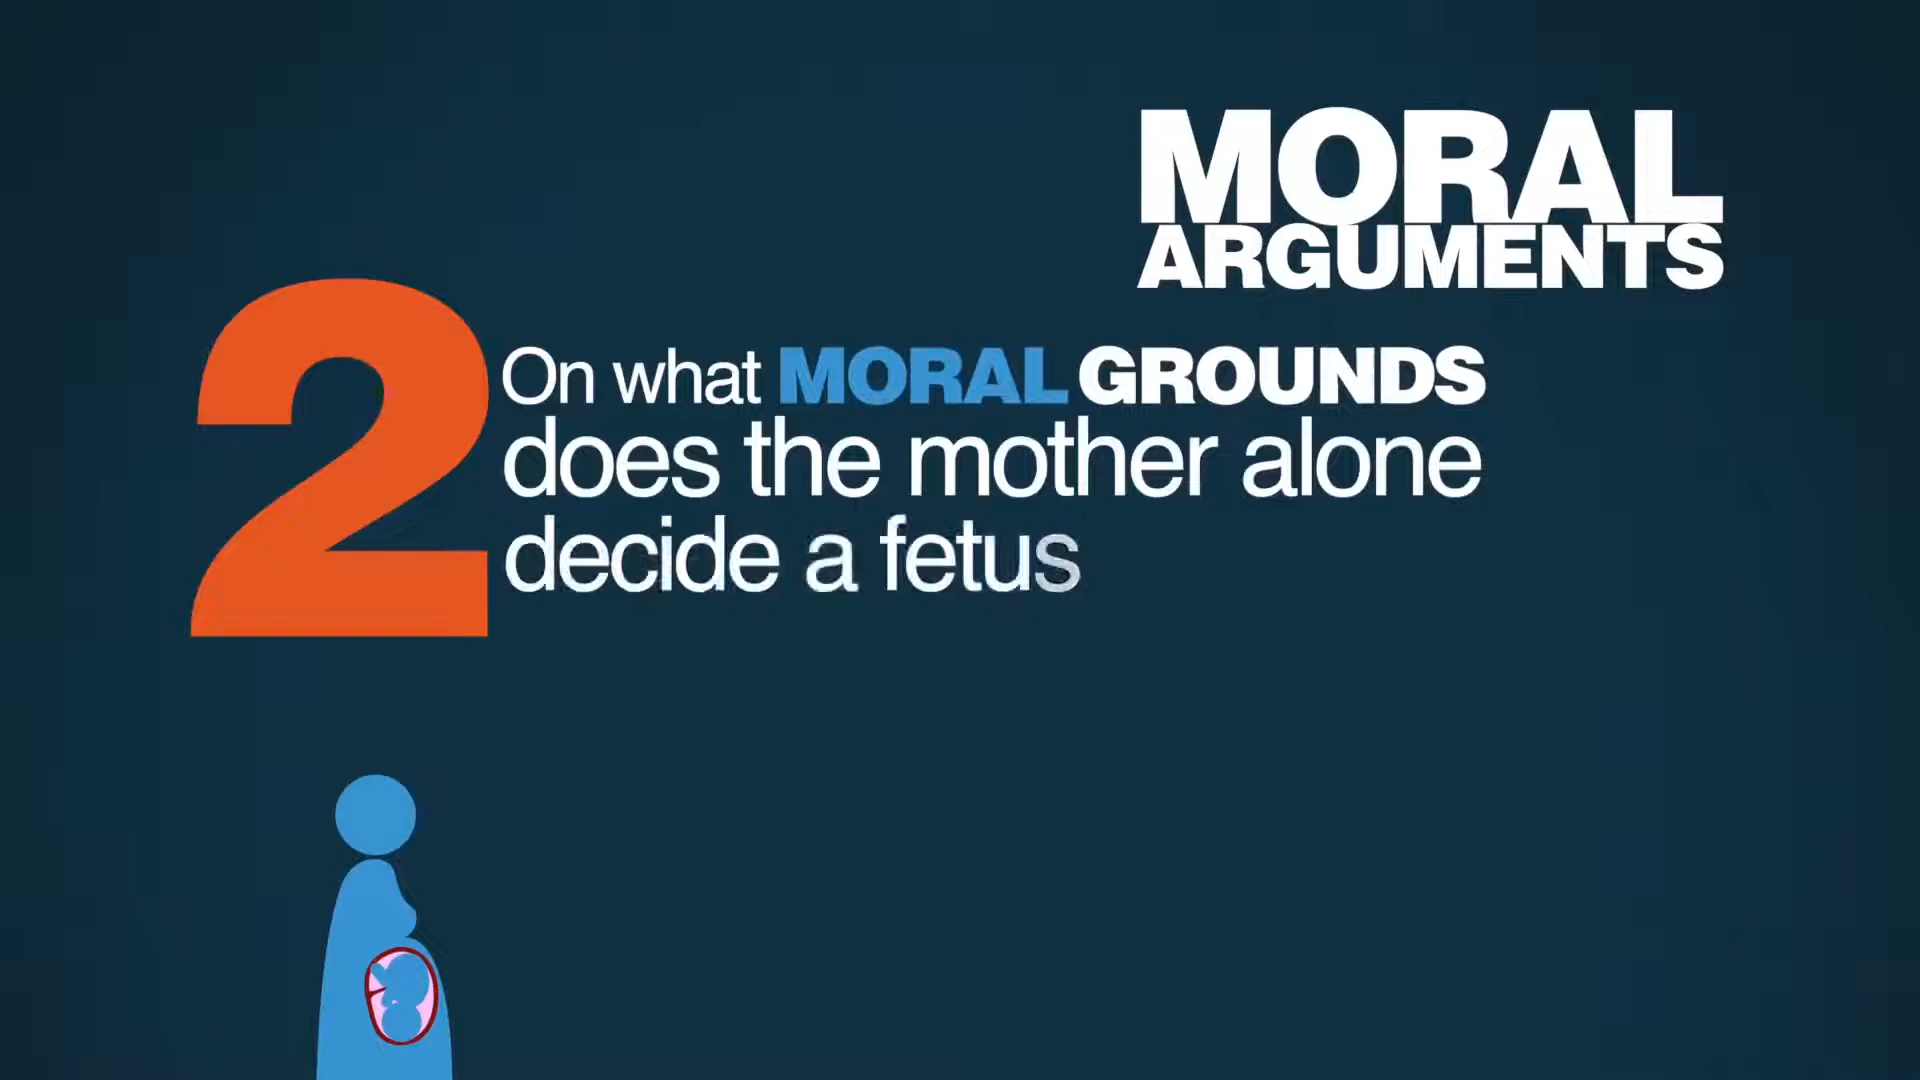 MORAL
ARGUMENTS
2
On what MORAL GROUNDS
does the mother alone
decide a fetus